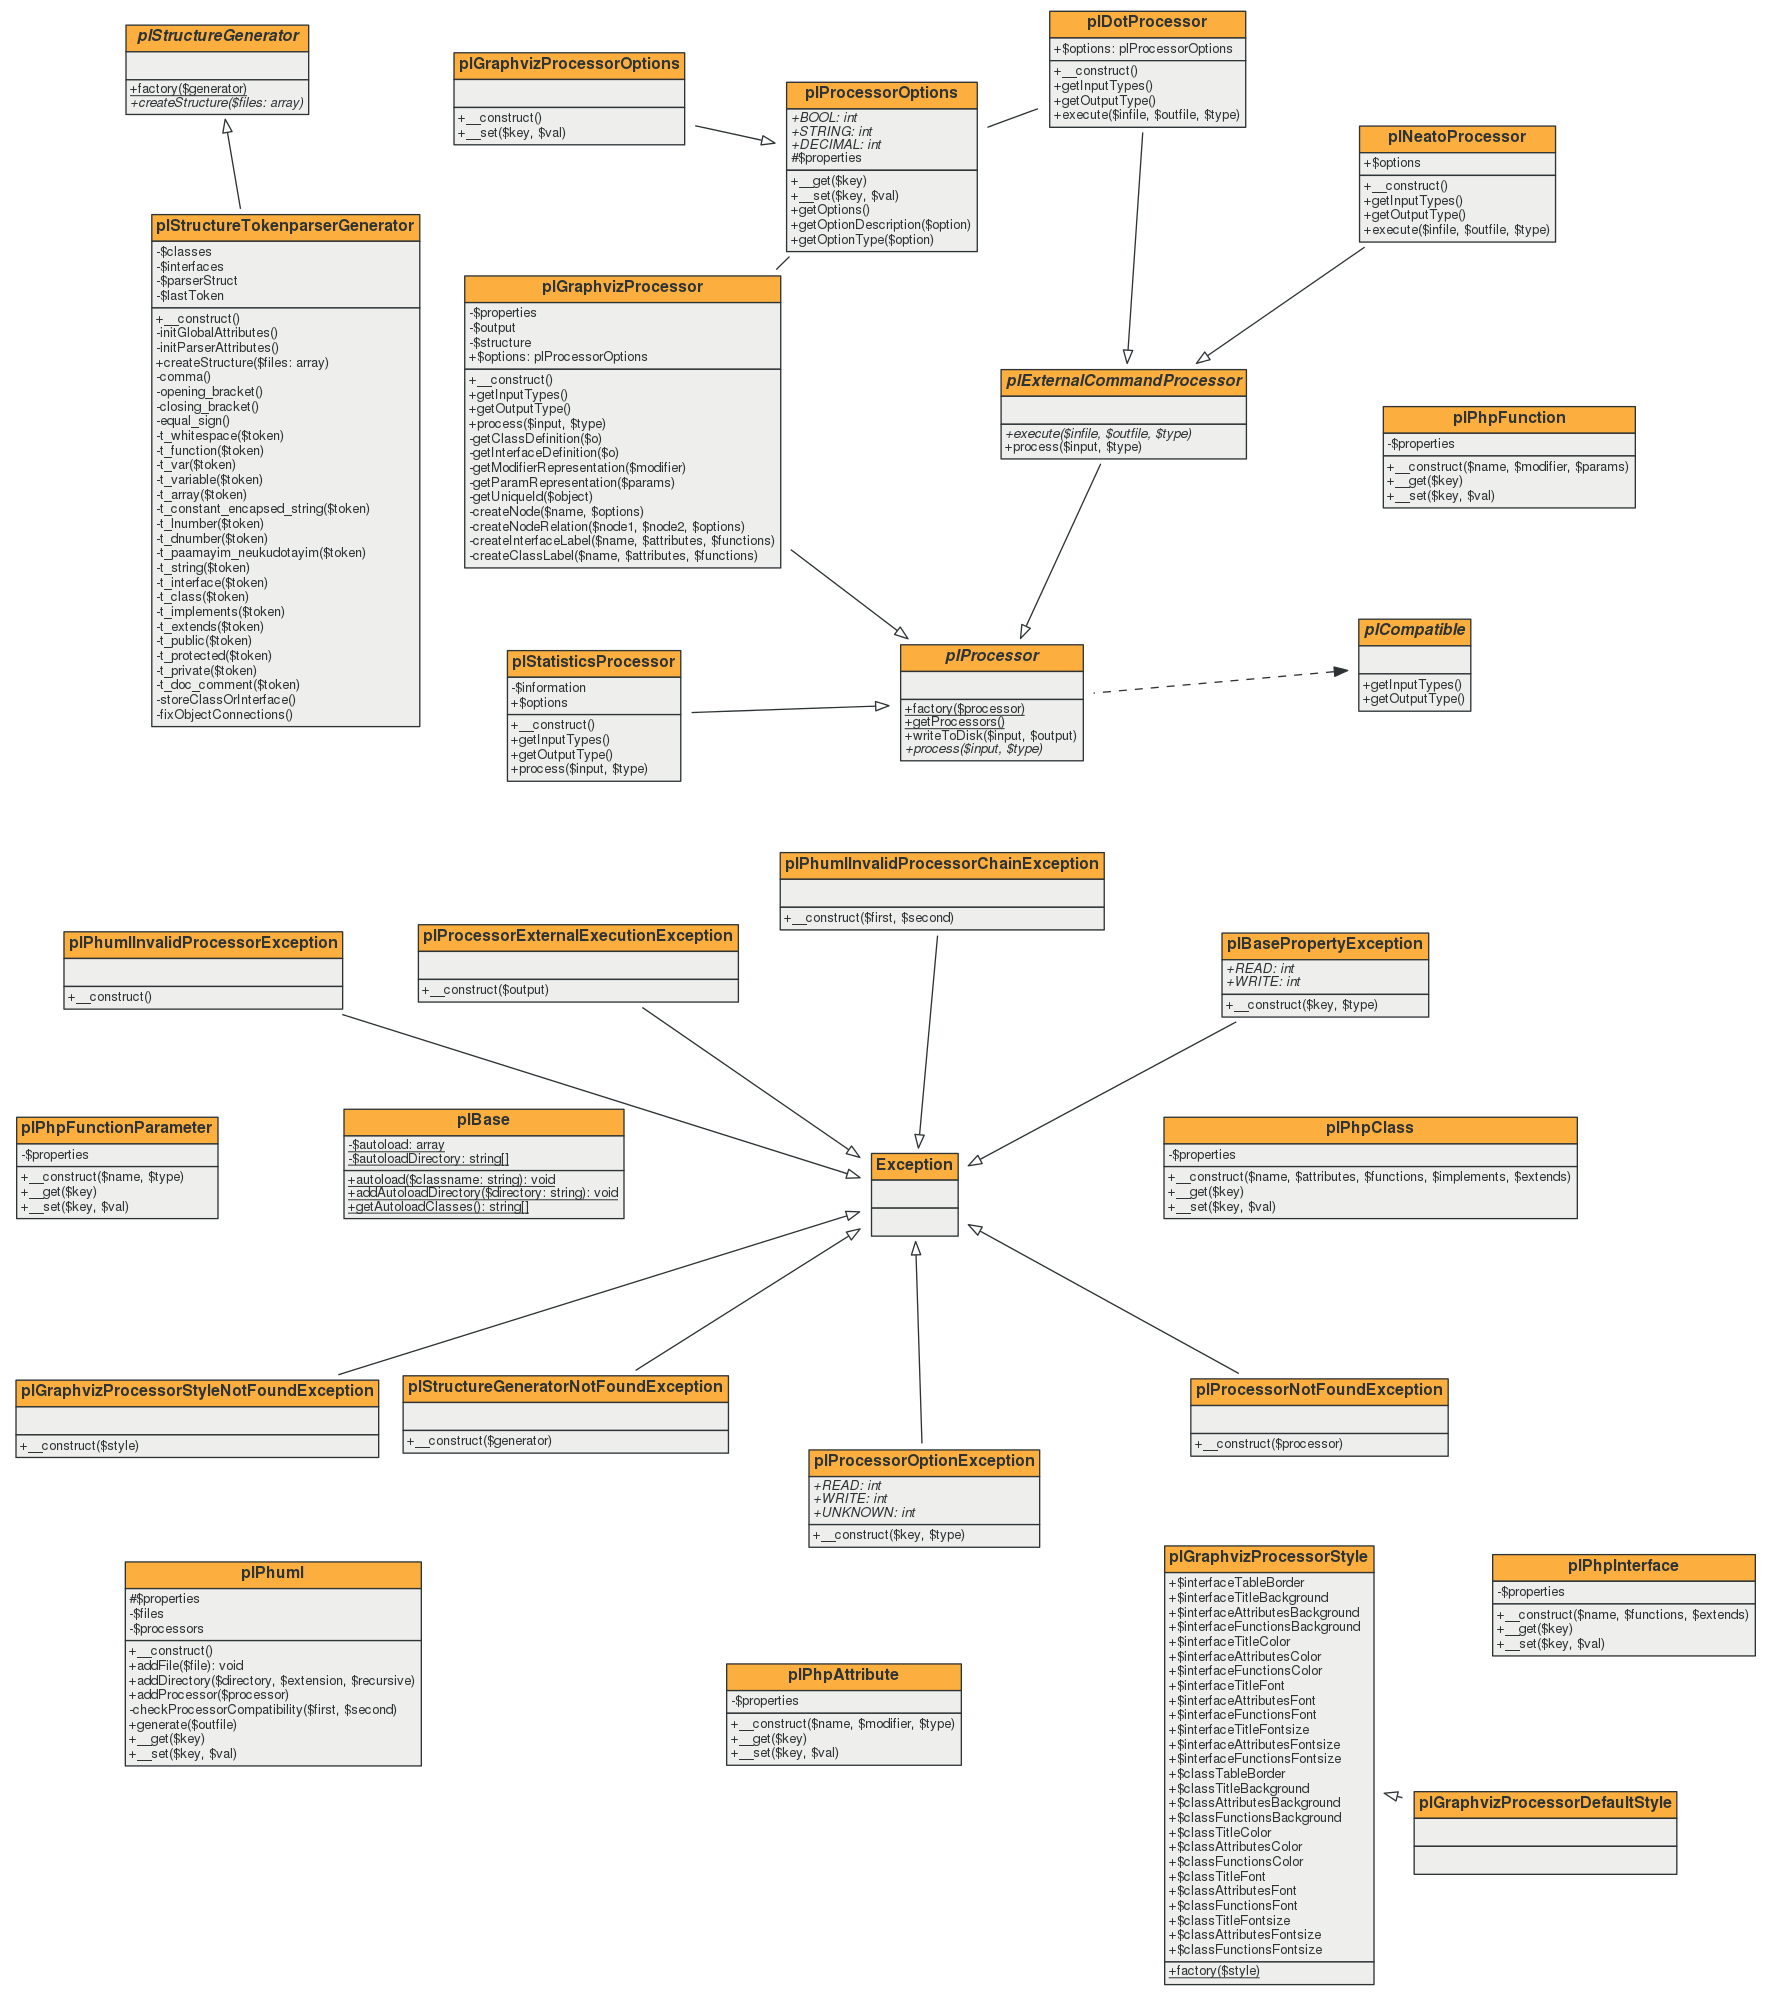 plStructureGenerator
+factory($generator)
+createStructure($files: array)
plGraphvizProcessorOptions
+__construct()
+__set($key, $val)
plProcessorOptions
+BOOL: int
+STRING: int
+DECIMAL: int
#$properties
+__get($key)
+__set($key, $val)
+getOptions()
+getOptionDescription($option)
+getOptionType($option)
plDotProcessor
+$options: plProcessorOptions
+__construct()
+getInputTypes()
+getOutputType()
+execute($infile, $outfile, $type)
plNeatoProcessor
+$options
+__construct()
+getInputTypes()
+getOutputType()
+execute($infile, $outfile, $type)
plStructureTokenparserGenerator
-$classes
-$interfaces
-$parserStruct
-$lastToken
+__construct()
-initGlobalAttributes()
-initParserAttributes()
+createStructure($files: array)
-comma()
-opening_bracket()
-closing_bracket()
-equal_sign()
-t_whitespace($token)
-t_function($token)
-t_var($token)
-t_variable($token)
-t_array($token)
-t_constant_encapsed_string($token)
-t_lnumber($token)
-t_dnumber($token)
-t_paamayim_neukudotayim($token)
-t_string($token)
-t_interface($token)
-t_class($token)
-t_implements($token)
-t_extends($token)
-t_public($token)
-t_protected($token)
-t_private($token)
-t_doc_comment($token)
-storeClassOrInterface()
-fixObjectConnections()
plGraphvizProcessor
-$properties
-$output
-$structure
+$options: plProcessorOptions
+__construct()
+getInputTypes()
+getOutputType()
+process($input, $type)
-getClassDefinition($o)
-getInterfaceDefinition($o)
-getModifierRepresentation($modifier)
-getParamRepresentation($params)
-getUniqueId($object)
-createNode($name, $options)
-createNodeRelation($node1, $node2, $options)
-createInterfaceLabel($name, $attributes, $functions)
-createClassLabel($name, $attributes, $functions)
plExternalCommandProcessor
+execute($infile, $outfile, $type)
+process($input, $type)
plPhpFunction
-$properties
+__construct($name, $modifier, $params)
+__get($key)
+__set($key, $val)
plStatisticsProcessor
-$information
+$options
+__construct()
+getInputTypes()
+getOutputType()
+process($input, $type)
plProcessor
+factory($processor)
+getProcessors()
+writeToDisk($input, $output)
+process($input, $type)
plCompatible
+getInputTypes()
+getOutputType()
plPhumlInvalidProcessorChainException
+__construct($first, $second)
plPhumlInvalidProcessorException
+__construct()
plProcessorExternalExecutionException
+__construct($output)
plBasePropertyException
+READ: int
+WRITE: int
+__construct($key, $type)
plPhpFunctionParameter
-$properties
+__construct($name, $type)
+__get($key)
+__set($key, $val)
plBase
-$autoload: array
-$autoloadDirectory: string[]
+autoload($classname: string): void
+addAutoloadDirectory($directory: string): void
+getAutoloadClasses(): string[]
Exception
plPhpClass
-$properties
+__construct($name, $attributes, $functions, $implements, $extends)
+__get($key)
+__set($key, $val)
plGraphvizProcessorStyleNotFoundException
+__construct($style)
plStructureGeneratorNotFoundException
+__construct($generator)
plProcessorOptionException
+READ: int
+WRITE: int
+UNKNOWN: int
+__construct($key, $type)
plProcessorNotFoundException
+__construct($processor)
plPhuml
#$properties
-$files
-$processors
+__construct()
+addFile($file): void
+addDirectory($directory, $extension, $recursive)
+addProcessor($processor)
-checkProcessorCompatibility($first, $second)
+generate($outfile)
+__get($key)
+__set($key, $val)
plPhpAttribute
-$properties
+__construct($name, $modifier, $type)
+__get($key)
+__set($key, $val)
plGraphvizProcessorStyle
+$interfaceTableBorder
+$interfaceTitleBackground
+$interfaceAttributesBackground
+$interfaceFunctionsBackground
+$interfaceTitleColor
+$interfaceAttributesColor
+$interfaceFunctionsColor
+$interfaceTitleFont
+$interfaceAttributesFont
+$interfaceFunctionsFont
+$interfaceTitleFontsize
+$interfaceAttributesFontsize
+$interfaceFunctionsFontsize
+$classTableBorder
+$classTitleBackground
+$classAttributesBackground
+$classFunctionsBackground
+$classTitleColor
+$classAttributesColor
+$classFunctionsColor
+$classTitleFont
+$classAttributesFont
+$classFunctionsFont
+$classTitleFontsize
+$classAttributesFontsize
+$classFunctionsFontsize
+factory($style)
plPhpInterface
-$properties
+__construct($name, $functions, $extends)
+__get($key)
+__set($key, $val)
plGraphvizProcessorDefaultStyle